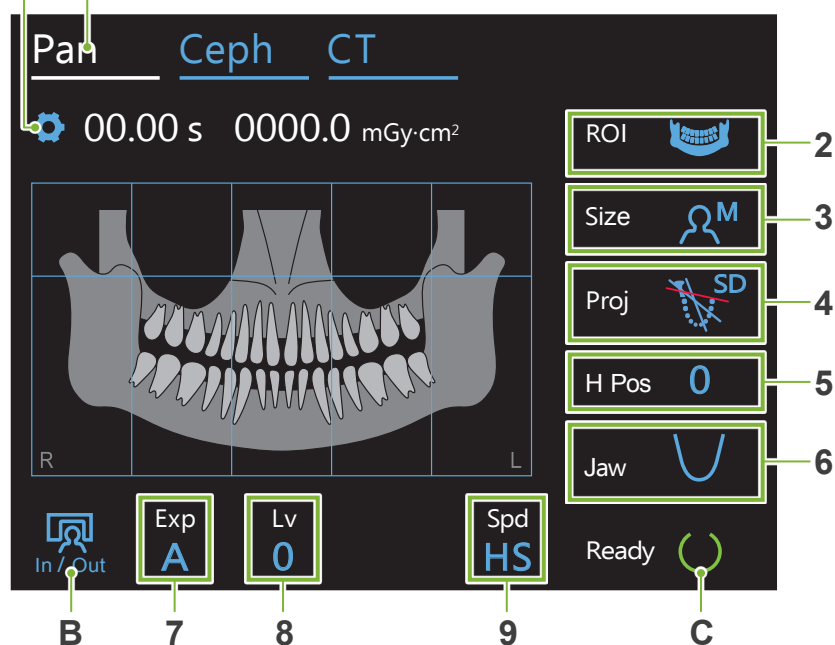 Pan Ceph CT
00.00 s 0000.0 mGy·cm²
ROI
2
Size M
3
Proj SD
4
H Pos 0
5
Jaw
6
R L
In / Out
Exp
A
Lv
0
Spd
HS
Ready
B 7 8 9 C